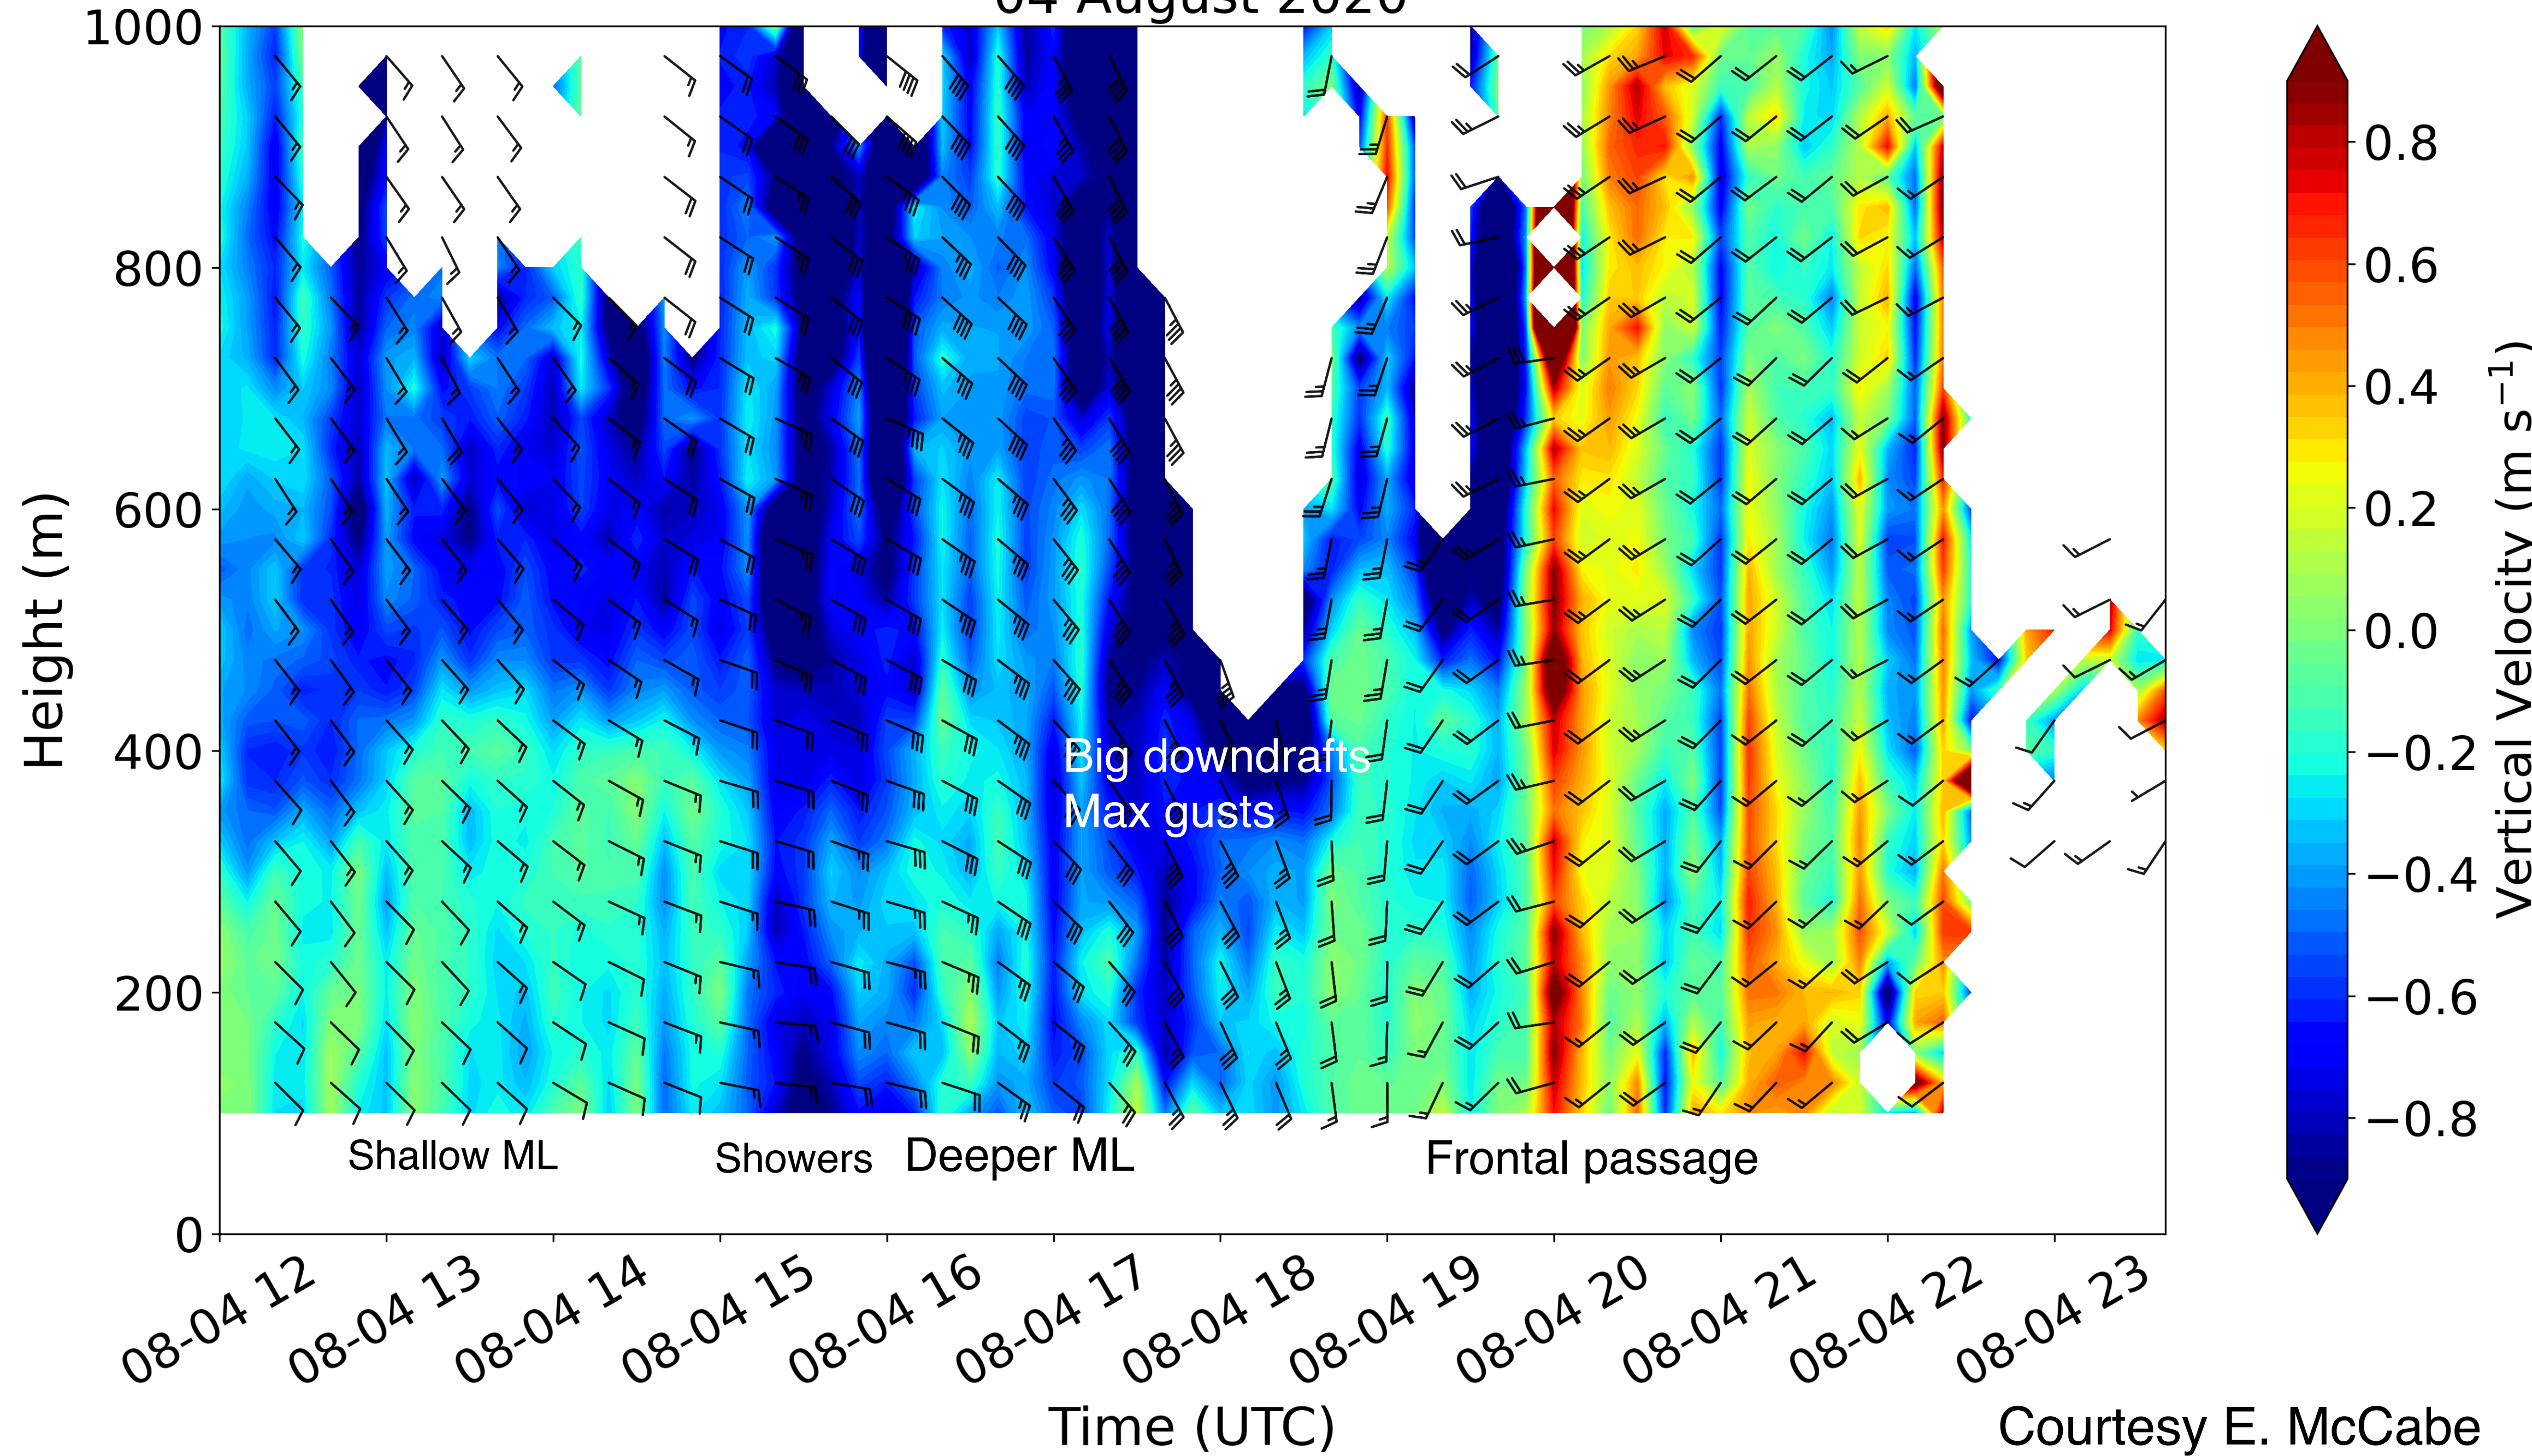 04 August 2020
1000
800
600
400
200
0
Height (m)
Big downdrafts
Max gusts
Shallow ML
Showers
Deeper ML
Frontal passage
08-04 12
08-04 13
08-04 14
08-04 15
08-04 16
08-04 17
08-04 18
08-04 19
08-04 20
08-04 21
08-04 22
08-04 23
Time (UTC)
0.8
0.6
0.4
0.2
0.0
−0.2
−0.4
−0.6
−0.8
Vertical Velocity (m s⁻¹)
Courtesy E. McCabe